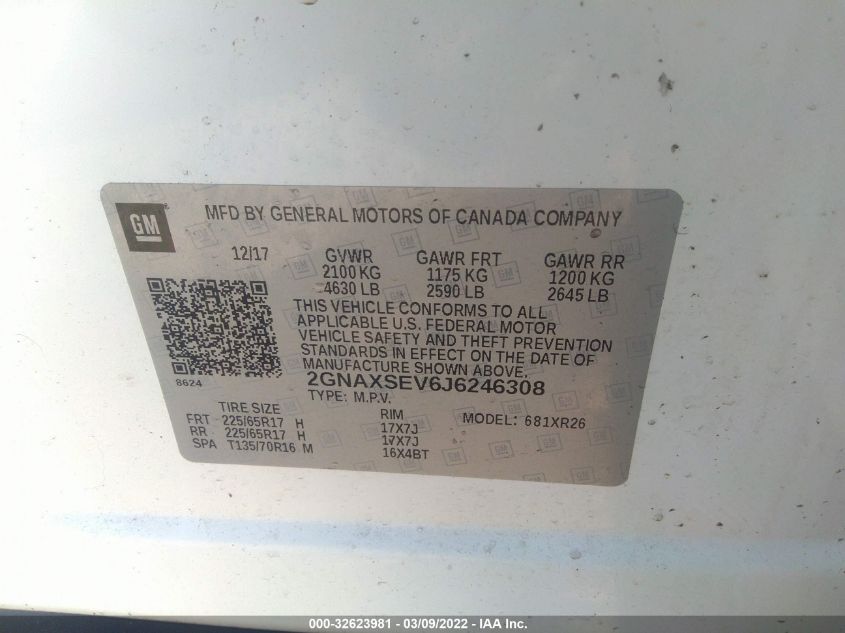 GM
MFD BY GENERAL MOTORS OF CANADA COMPANY
12/17 GVWR GAWR FRT GAWR RR
2100 KG 1175 KG 1200 KG
4630 LB 2590 LB 2645 LB
THIS VEHICLE CONFORMS TO ALL
APPLICABLE U.S. FEDERAL MOTOR
VEHICLE SAFETY AND THEFT PREVENTION
STANDARDS IN EFFECT ON THE DATE OF
MANUFACTURE SHOWN ABOVE.
8624
2GNAXSEV6J6246308
TYPE: M.P.V.
TIRE SIZE RIM MODEL: 681XR26
FRT 225/65R17 H 17X7J
RR 225/65R17 H 17X7J
SPA T135/70R16 M 16X4BT
000-32623981 - 03/09/2022 - IAA Inc.